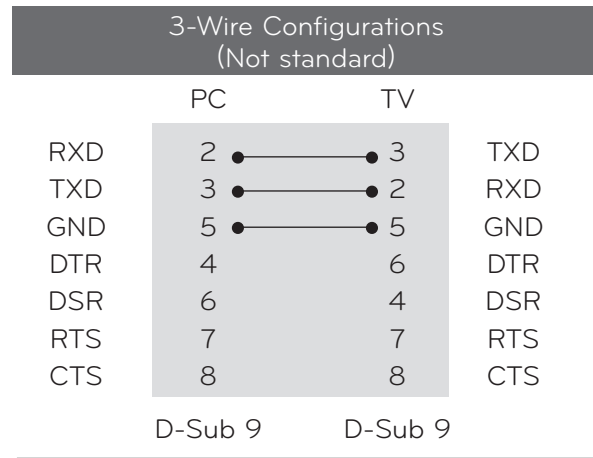 3-Wire Configurations
(Not standard)
PC TV
RXD 2 3 TXD
TXD 3 2 RXD
GND 5 5 GND
DTR 4 6 DTR
DSR 6 4 DSR
RTS 7 7 RTS
CTS 8 8 CTS
D-Sub 9 D-Sub 9